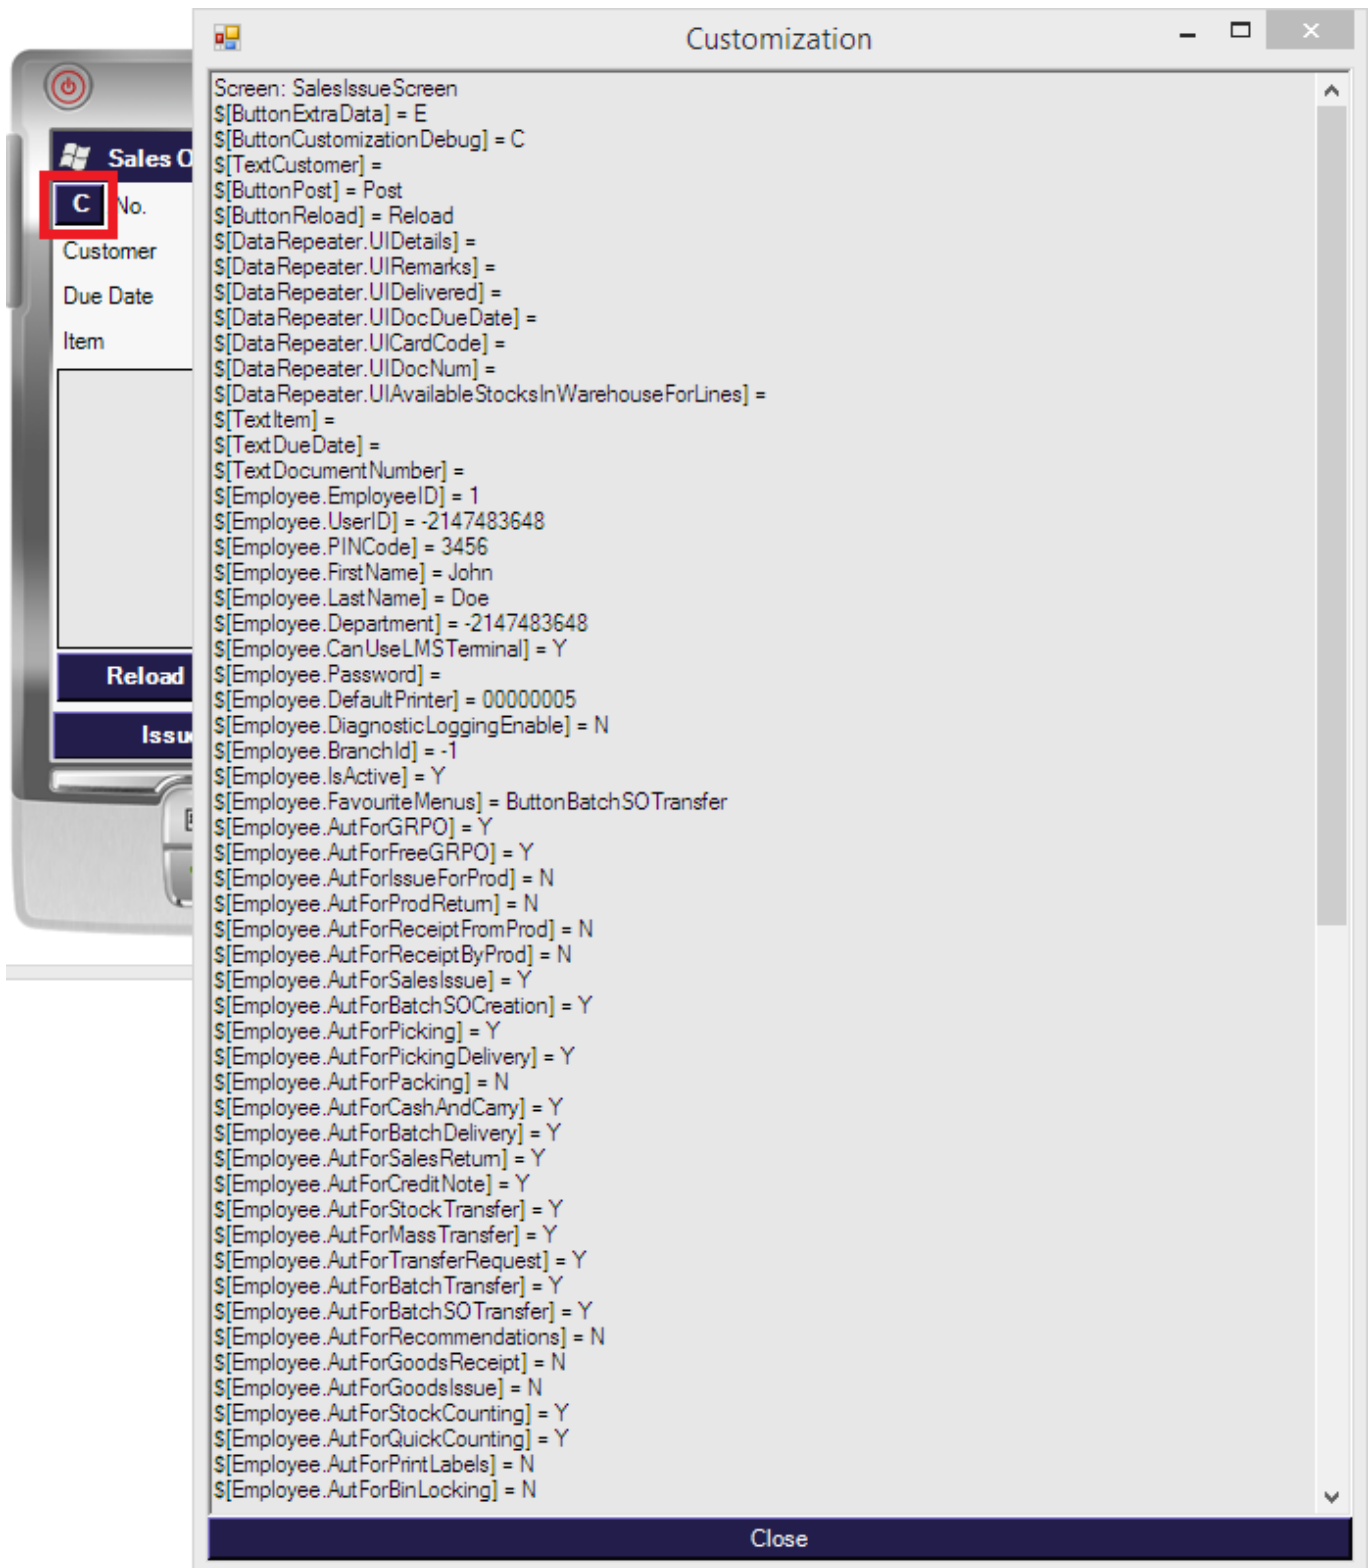 Customization
Sales O
C No.
Customer
Due Date
Item
Reload
Issu
Screen: SalesIssueScreen
$[ButtonExtraData] = E
$[ButtonCustomizationDebug] = C
$[TextCustomer] =
$[ButtonPost] = Post
$[ButtonReload] = Reload
$[DataRepeater.UIDetails] =
$[DataRepeater.UIRemarks] =
$[DataRepeater.UIDelivered] =
$[DataRepeater.UIDocDueDate] =
$[DataRepeater.UICardCode] =
$[DataRepeater.UIDocNum] =
$[DataRepeater.UIAvailableStocksInWarehouseForLines] =
$[TextItem] =
$[TextDueDate] =
$[TextDocumentNumber] =
$[Employee.EmployeeID] = 1
$[Employee.UserID] = -2147483648
$[Employee.PINCode] = 3456
$[Employee.FirstName] = John
$[Employee.LastName] = Doe
$[Employee.Department] = -2147483648
$[Employee.CanUseLMSTerminal] = Y
$[Employee.Password] =
$[Employee.DefaultPrinter] = 00000005
$[Employee.DiagnosticLoggingEnable] = N
$[Employee.BranchId] = -1
$[Employee.IsActive] = Y
$[Employee.FavouriteMenus] = ButtonBatchSOTransfer
$[Employee.AutForGRPO] = Y
$[Employee.AutForFreeGRPO] = Y
$[Employee.AutForIssueForProd] = N
$[Employee.AutForProdReturn] = N
$[Employee.AutForReceiptFromProd] = N
$[Employee.AutForReceiptByProd] = N
$[Employee.AutForSalesIssue] = Y
$[Employee.AutForBatchSOCreation] = Y
$[Employee.AutForPicking] = Y
$[Employee.AutForPickingDelivery] = Y
$[Employee.AutForPacking] = N
$[Employee.AutForCashAndCarry] = Y
$[Employee.AutForBatchDelivery] = Y
$[Employee.AutForSalesReturn] = Y
$[Employee.AutForCreditNote] = Y
$[Employee.AutForStockTransfer] = Y
$[Employee.AutForMassTransfer] = Y
$[Employee.AutForTransferRequest] = Y
$[Employee.AutForBatchTransfer] = Y
$[Employee.AutForBatchSOTransfer] = Y
$[Employee.AutForRecommendations] = N
$[Employee.AutForGoodsReceipt] = N
$[Employee.AutForGoodsIssue] = N
$[Employee.AutForStockCounting] = Y
$[Employee.AutForQuickCounting] = Y
$[Employee.AutForPrintLabels] = N
$[Employee.AutForBinLocking] = N
Close